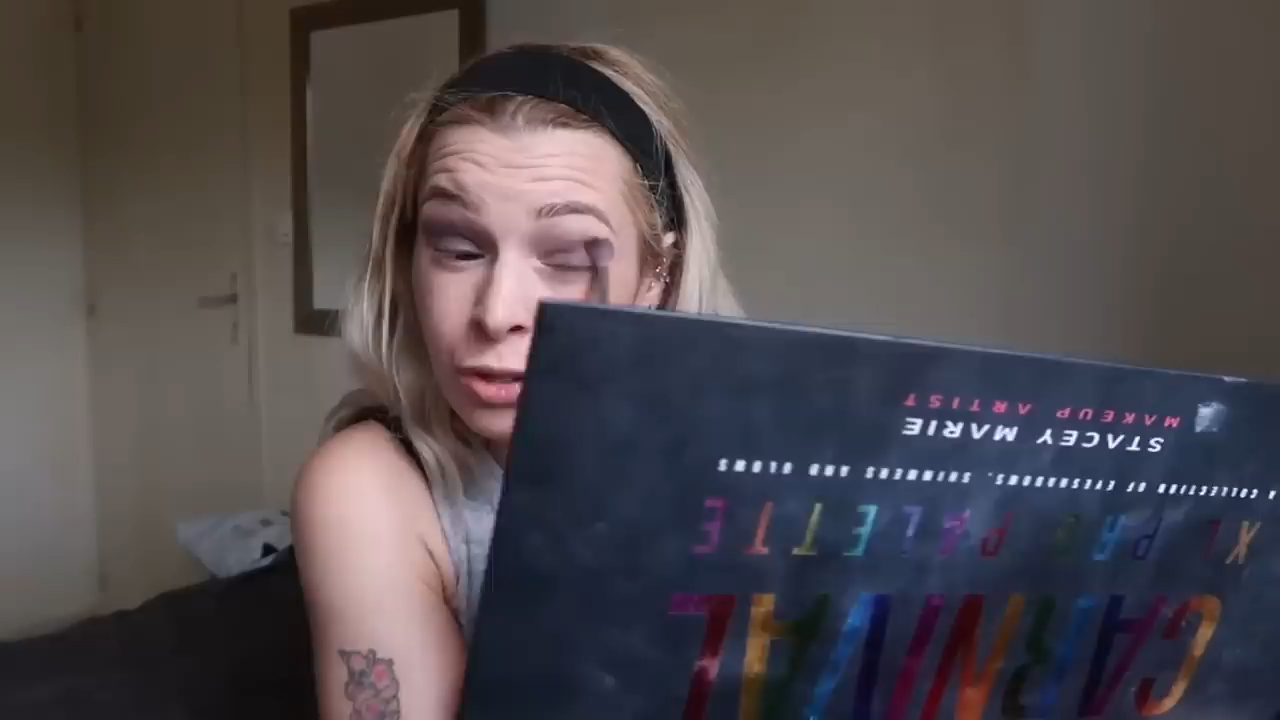 CARNIVAL
XL PRO PALETTE
A COLLECTION OF EYESHADOWS, SHIMMERS AND GLOWS
STACEY MARIE
MAKEUP ARTIST